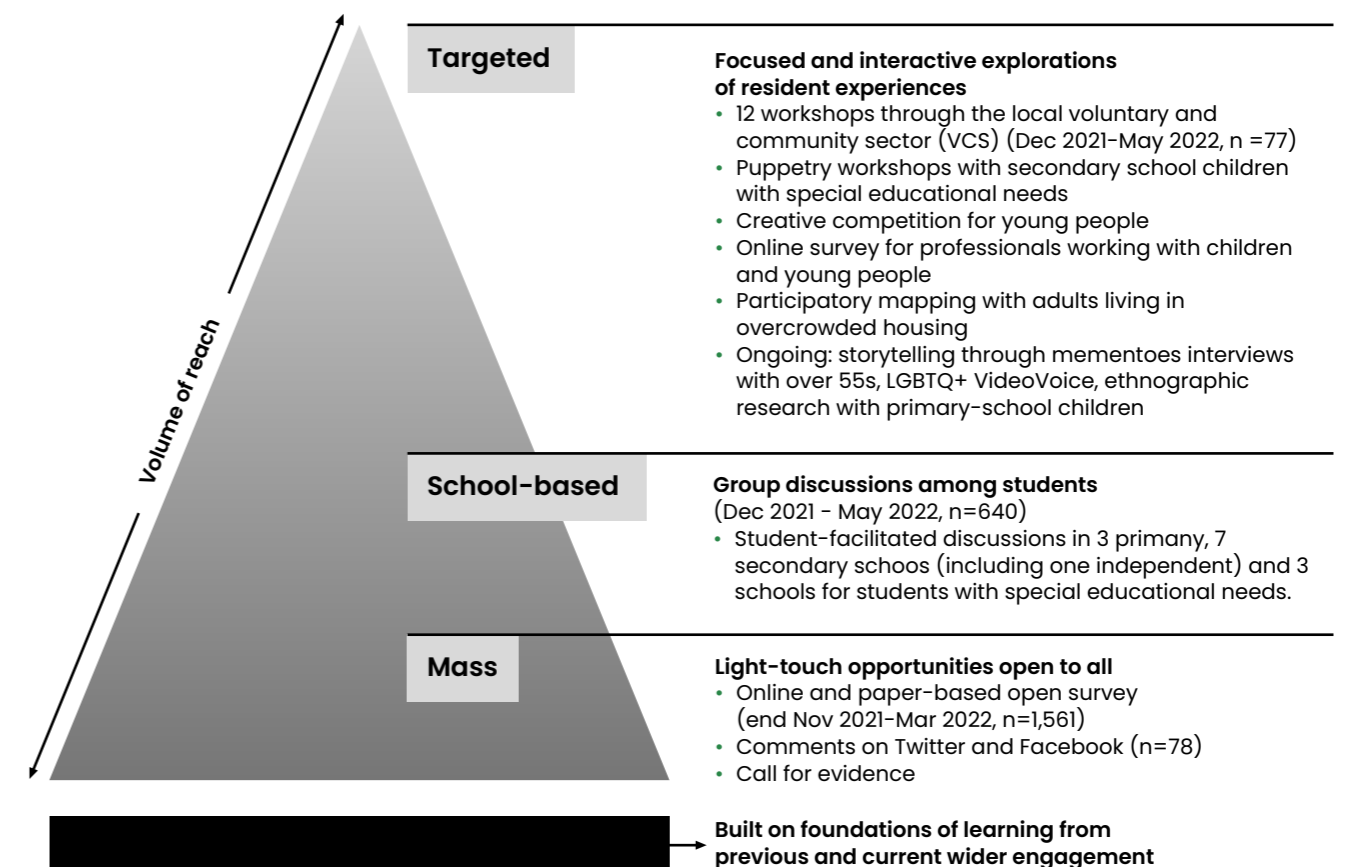 Targeted
Focused and interactive explorations
of resident experiences
• 12 workshops through the local voluntary and
community sector (VCS) (Dec 2021-May 2022, n =77)
• Puppetry workshops with secondary school children
with special educational needs
• Creative competition for young people
• Online survey for professionals working with children
and young people
• Participatory mapping with adults living in
overcrowded housing
• Ongoing: storytelling through mementoes interviews
with over 55s, LGBTQ+ VideoVoice, ethnographic
research with primary-school children
Volume of reach
School-based
Group discussions among students
(Dec 2021 - May 2022, n=640)
• Student-facilitated discussions in 3 primany, 7
secondary schoos (including one independent) and 3
schools for students with special educational needs.
Mass
Light-touch opportunities open to all
• Online and paper-based open survey
(end Nov 2021-Mar 2022, n=1,561)
• Comments on Twitter and Facebook (n=78)
• Call for evidence
Built on foundations of learning from
previous and current wider engagement